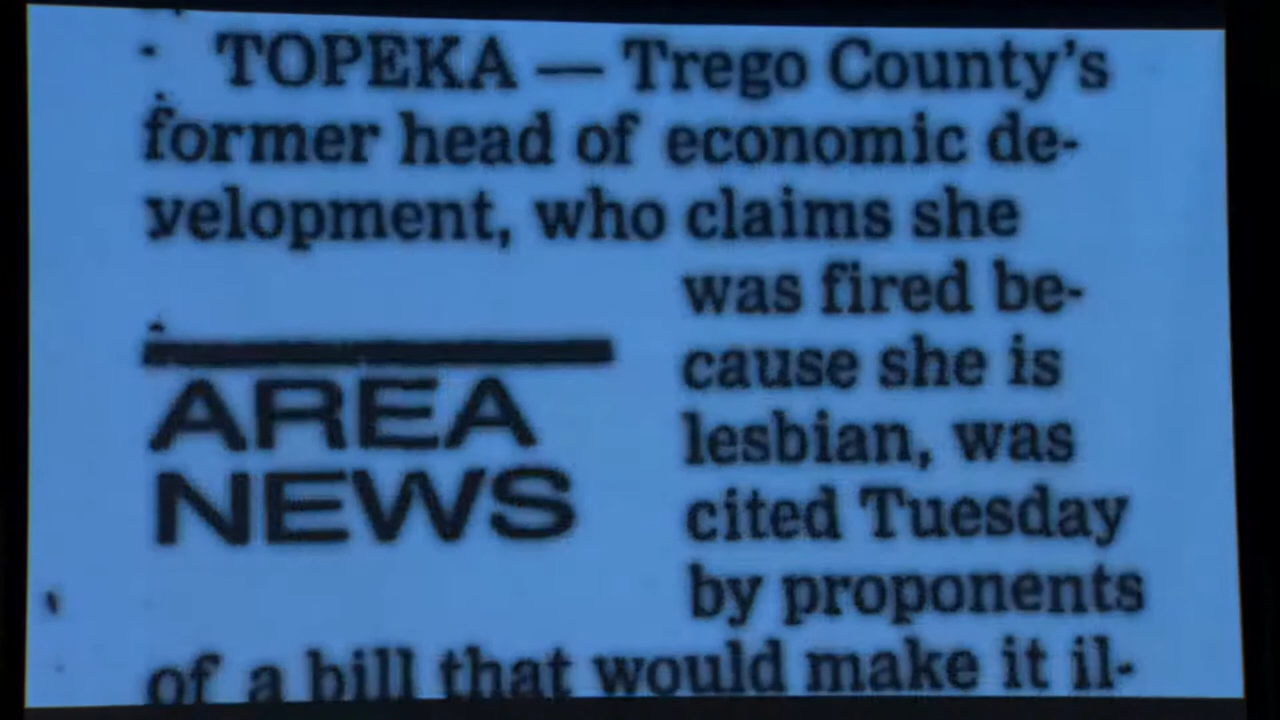 TOPEKA — Trego County's
former head of economic de-
velopment, who claims she
was fired be-
cause she is
lesbian, was
cited Tuesday
by proponents
of a bill that would make it il-
AREA
NEWS